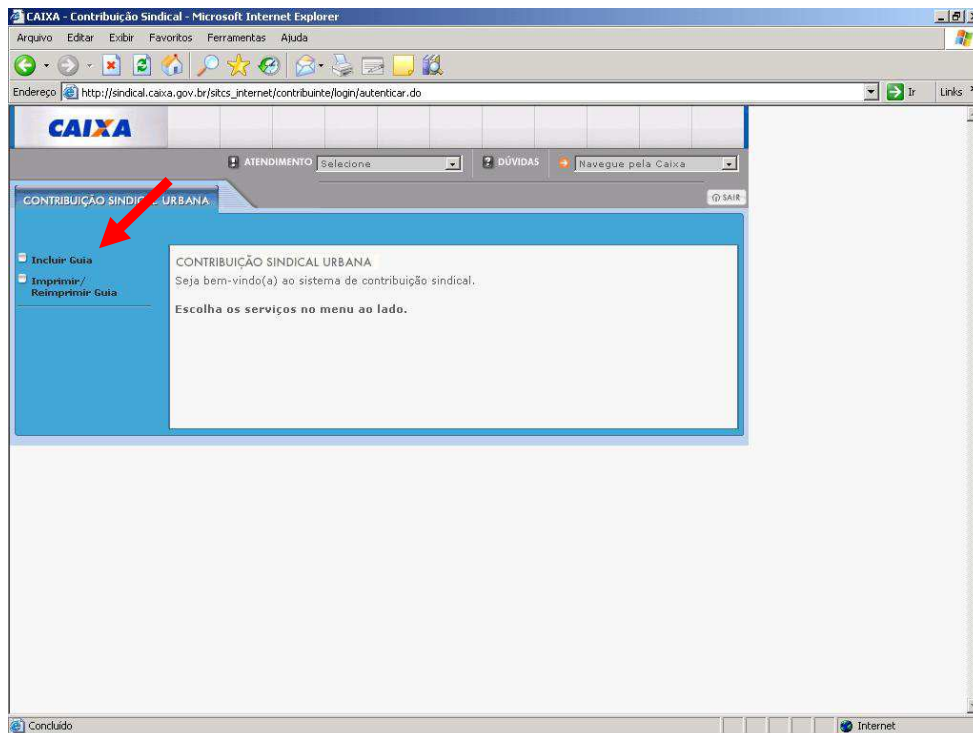 CAIXA - Contribuição Sindical - Microsoft Internet Explorer
Arquivo Editar Exibir Favoritos Ferramentas Ajuda
Endereço http://sindical.caixa.gov.br/sitcs_internet/contribuinte/login/autenticar.do Ir Links
CAIXA
ATENDIMENTO Selecione DÚVIDAS Navegue pela Caixa
CONTRIBUIÇÃO SINDICAL URBANA SAIR
Incluir Guia
Imprimir/
Reimprimir Guia
CONTRIBUIÇÃO SINDICAL URBANA
Seja bem-vindo(a) ao sistema de contribuição sindical.
Escolha os serviços no menu ao lado.
Concluído Internet